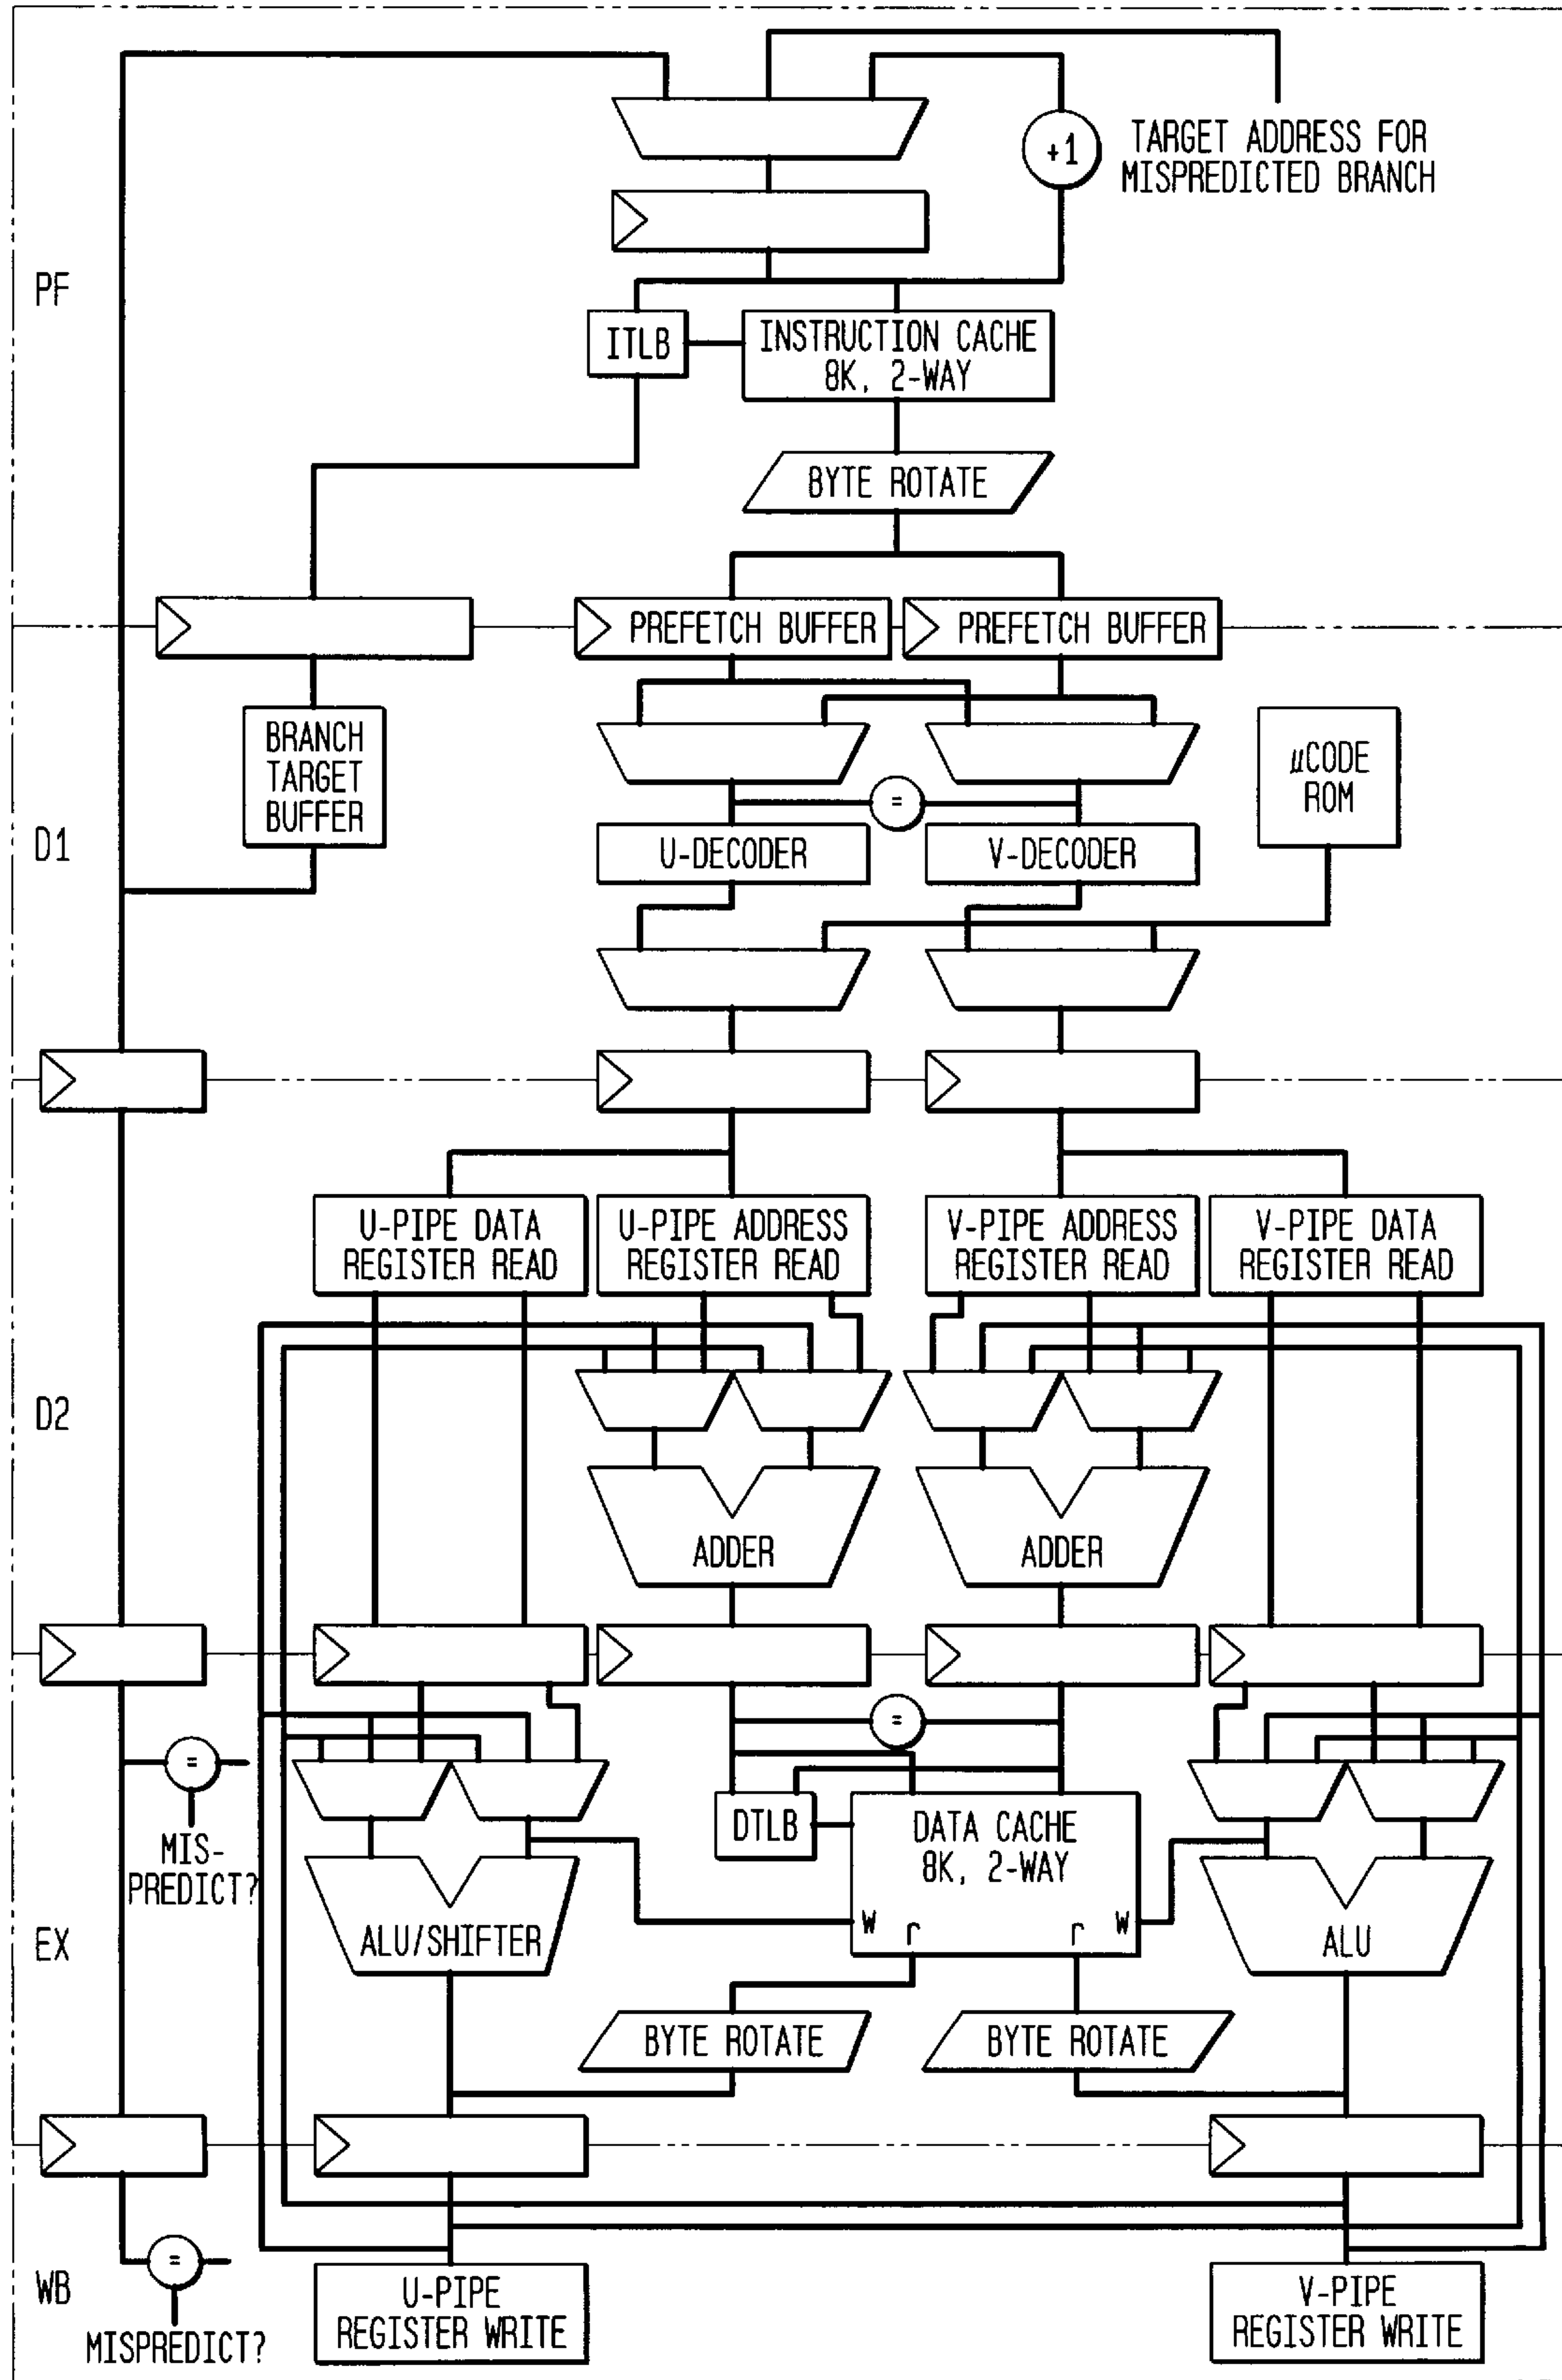 +1
TARGET ADDRESS FOR
MISPREDICTED BRANCH
PF
ITLB
INSTRUCTION CACHE
8K, 2-WAY
BYTE ROTATE
PREFETCH BUFFER
PREFETCH BUFFER
BRANCH
TARGET
BUFFER
μCODE
ROM
=
D1
U-DECODER
V-DECODER
U-PIPE DATA
REGISTER READ
U-PIPE ADDRESS
REGISTER READ
V-PIPE ADDRESS
REGISTER READ
V-PIPE DATA
REGISTER READ
D2
ADDER
ADDER
=
=
MIS-
PREDICT?
DTLB
DATA CACHE
8K, 2-WAY
W
r
r
W
EX
ALU/SHIFTER
ALU
BYTE ROTATE
BYTE ROTATE
=
WB
MISPREDICT?
U-PIPE
REGISTER WRITE
V-PIPE
REGISTER WRITE